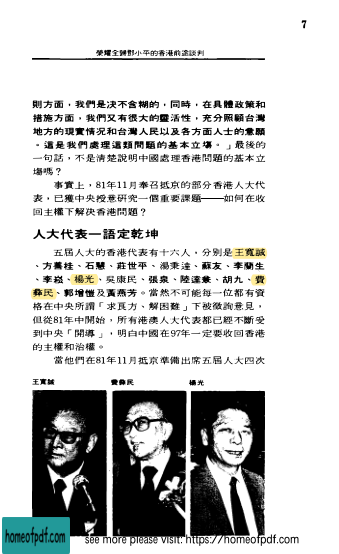 7
榮耀全歸鄧小平的香港前途談判
則方面，我們是決不含糊的，同時，在具體政策和
措施方面，我們又有很大的靈活性，充分照顧台灣
地方的現實情況和台灣人民以及各方面人士的意願
。這是我們處理這類問題的基本立場。」最後的
一句話，不是清楚說明中國處理香港問題的基本立
場嗎？
事實上，81年11月奉召抵京的部分香港人大代
表，已獲中央授意研究一個重要課題——如何在收
回主權下解決香港問題？
人大代表一語定乾坤
五屆人大的香港代表有十六人，分別是王寬誠
、方善桂、石慧、莊世平、湯秉達、蘇友、李關生
、李崧、楊光、吳康民、張泉、陸達兼、胡九、費
彝民、郭增愷及黃燕芳。當然不可能每一位都有資
格在中央所謂「求良方、解困難」下被徵詢意見，
但從81年中開始，所有港澳人大代表都已經不斷受
到中央「開導」，明白中國在97年一定要收回香港
的主權和治權。
當他們在81年11月抵京準備出席五屆人大四次
王寬誠 費彝民 楊光
homeofpdf.com
see more please visit: https://homeofpdf.com